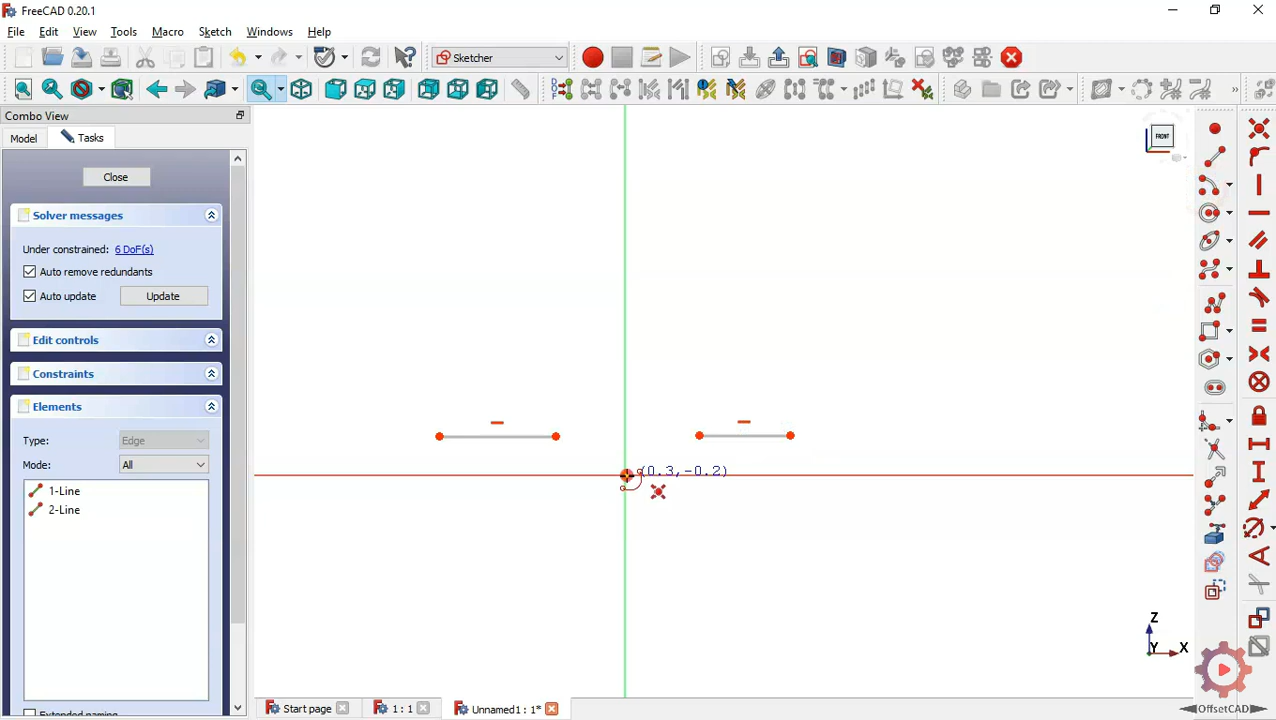 FreeCAD 0.20.1
File Edit View Tools Macro Sketch Windows Help
Sketcher
Combo View
Model Tasks
FRONT
Close
Solver messages
Under constrained: 6 DoF(s)
Auto remove redundants
Auto update Update
Edit controls
Constraints
Elements
Type: Edge
Mode: All
1-Line
2-Line
Extended naming
(0.3,-0.2)
Z
Y X
Start page 1 : 1 Unnamed1 : 1*
OffsetCAD